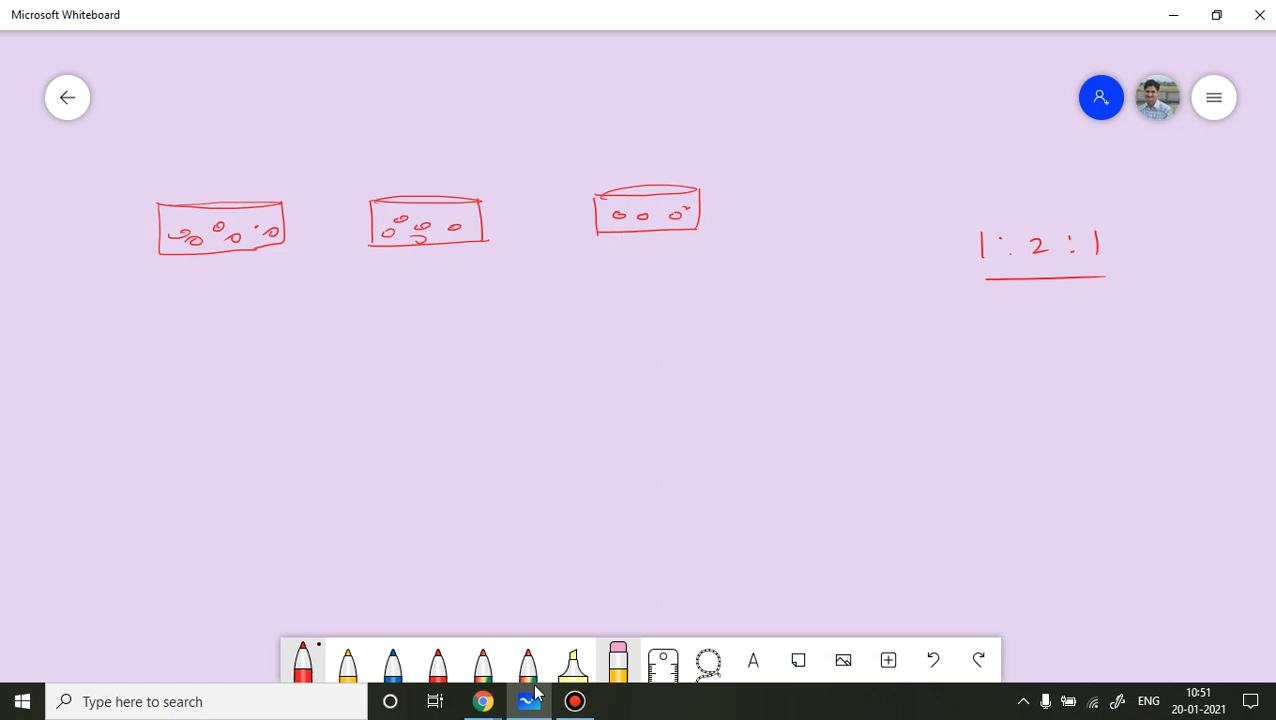 Microsoft Whiteboard
1 : 2 : 1
A
Type here to search
ENG
10:51
20-01-2021